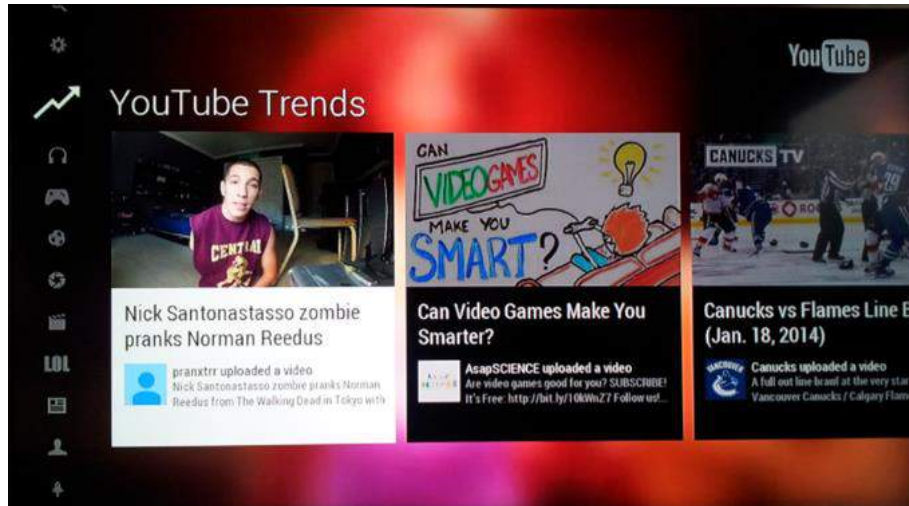 YouTube
YouTube Trends
CAN
VIDEOGAMES
MAKE YOU
SMART?
CENTRAL
CANUCKS TV
29
Nick Santonastasso zombie
pranks Norman Reedus
pranxtrr uploaded a video
Nick Santonastasso zombie pranks Norman
Reedus from The Walking Dead in Tokyo with
Can Video Games Make You
Smarter?
AsapSCIENCE uploaded a video
Are video games good for you? SUBSCRIBE!
It's Free: http://bit.ly/10kWnZ7 Follow us!...
Canucks vs Flames Line B
(Jan. 18, 2014)
VANCOUVER
Canucks uploaded a video
A full out line brawl at the very star
Vancouver Canucks / Calgary Flam
LOL